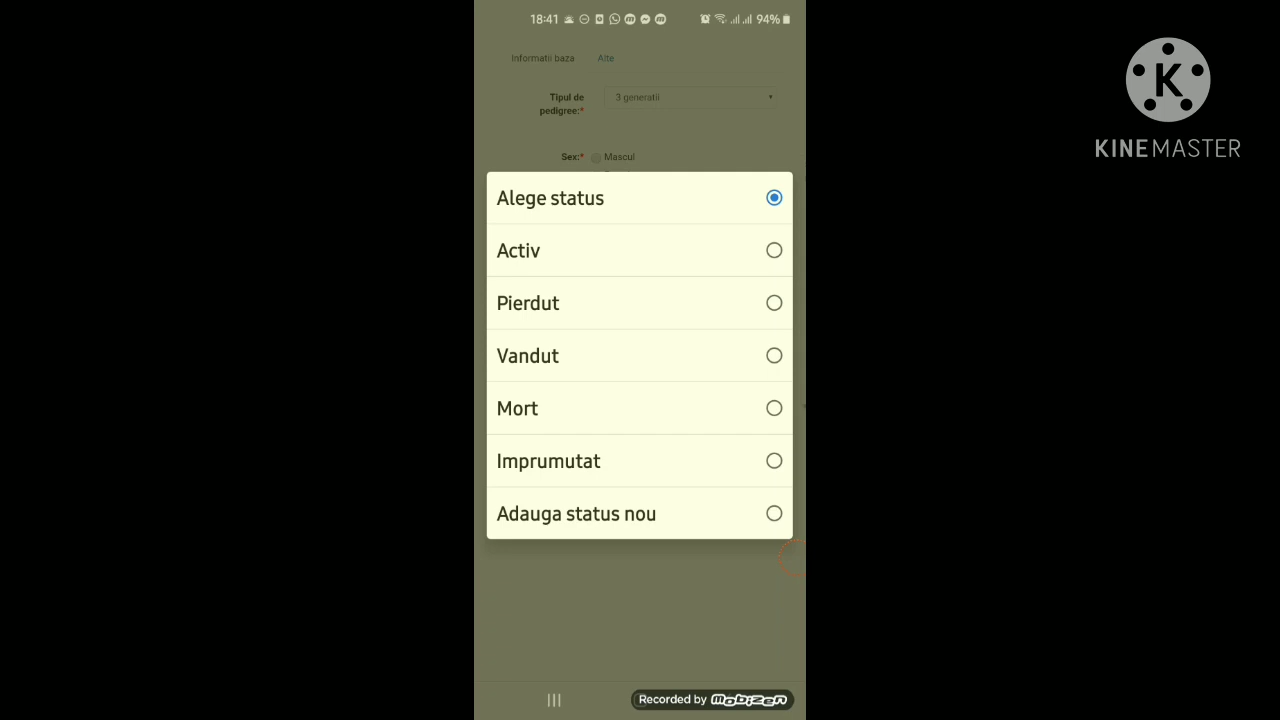 18:41
94%
Informatii baza Alte
Tipul de
pedigree:*
3 generatii
Sex:* Mascul
Alege status
Activ
Pierdut
Vandut
Mort
Imprumutat
Adauga status nou
Recorded by mobizen
K
KINEMASTER